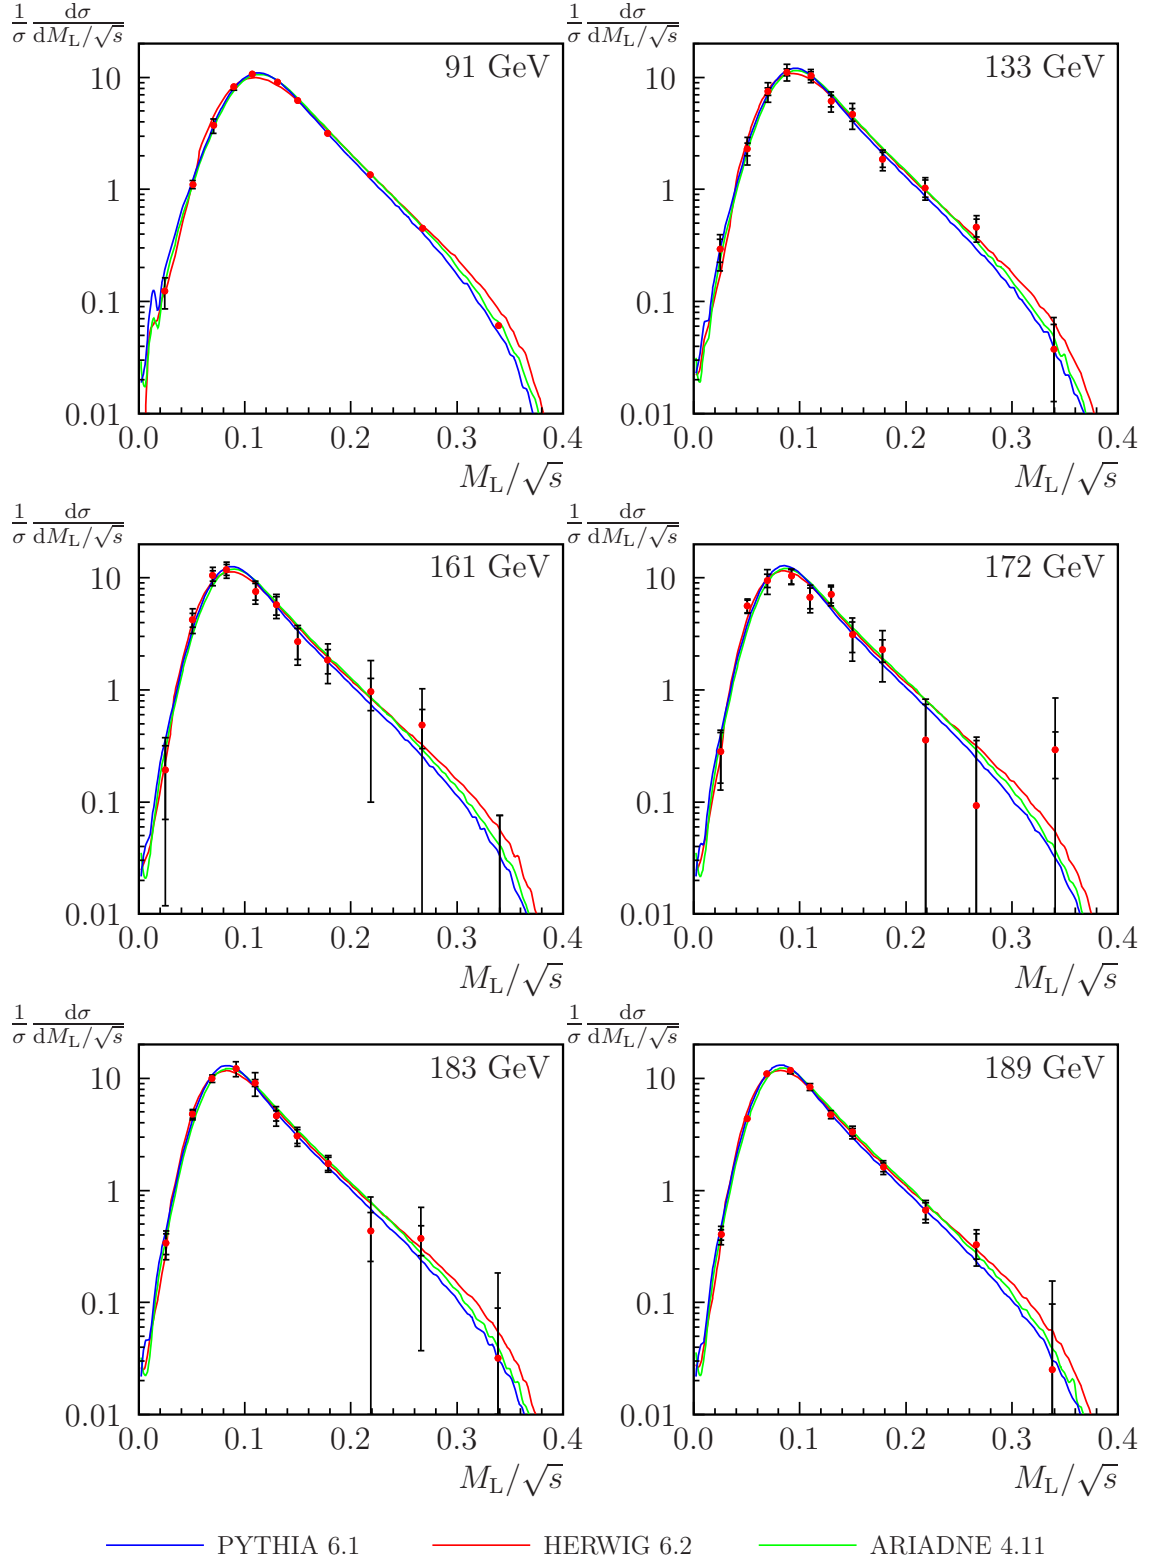 1/σ dσ/dM_L/√s 1/σ dσ/dM_L/√s
91 GeV 133 GeV
10 10
1 1
0.1 0.1
0.01 0.01
0.0 0.1 0.2 0.3 0.4 0.0 0.1 0.2 0.3 0.4
M_L/√s M_L/√s
1/σ dσ/dM_L/√s 1/σ dσ/dM_L/√s
161 GeV 172 GeV
10 10
1 1
0.1 0.1
0.01 0.01
0.0 0.1 0.2 0.3 0.4 0.0 0.1 0.2 0.3 0.4
M_L/√s M_L/√s
1/σ dσ/dM_L/√s 1/σ dσ/dM_L/√s
183 GeV 189 GeV
10 10
1 1
0.1 0.1
0.01 0.01
0.0 0.1 0.2 0.3 0.4 0.0 0.1 0.2 0.3 0.4
M_L/√s M_L/√s
PYTHIA 6.1 HERWIG 6.2 ARIADNE 4.11